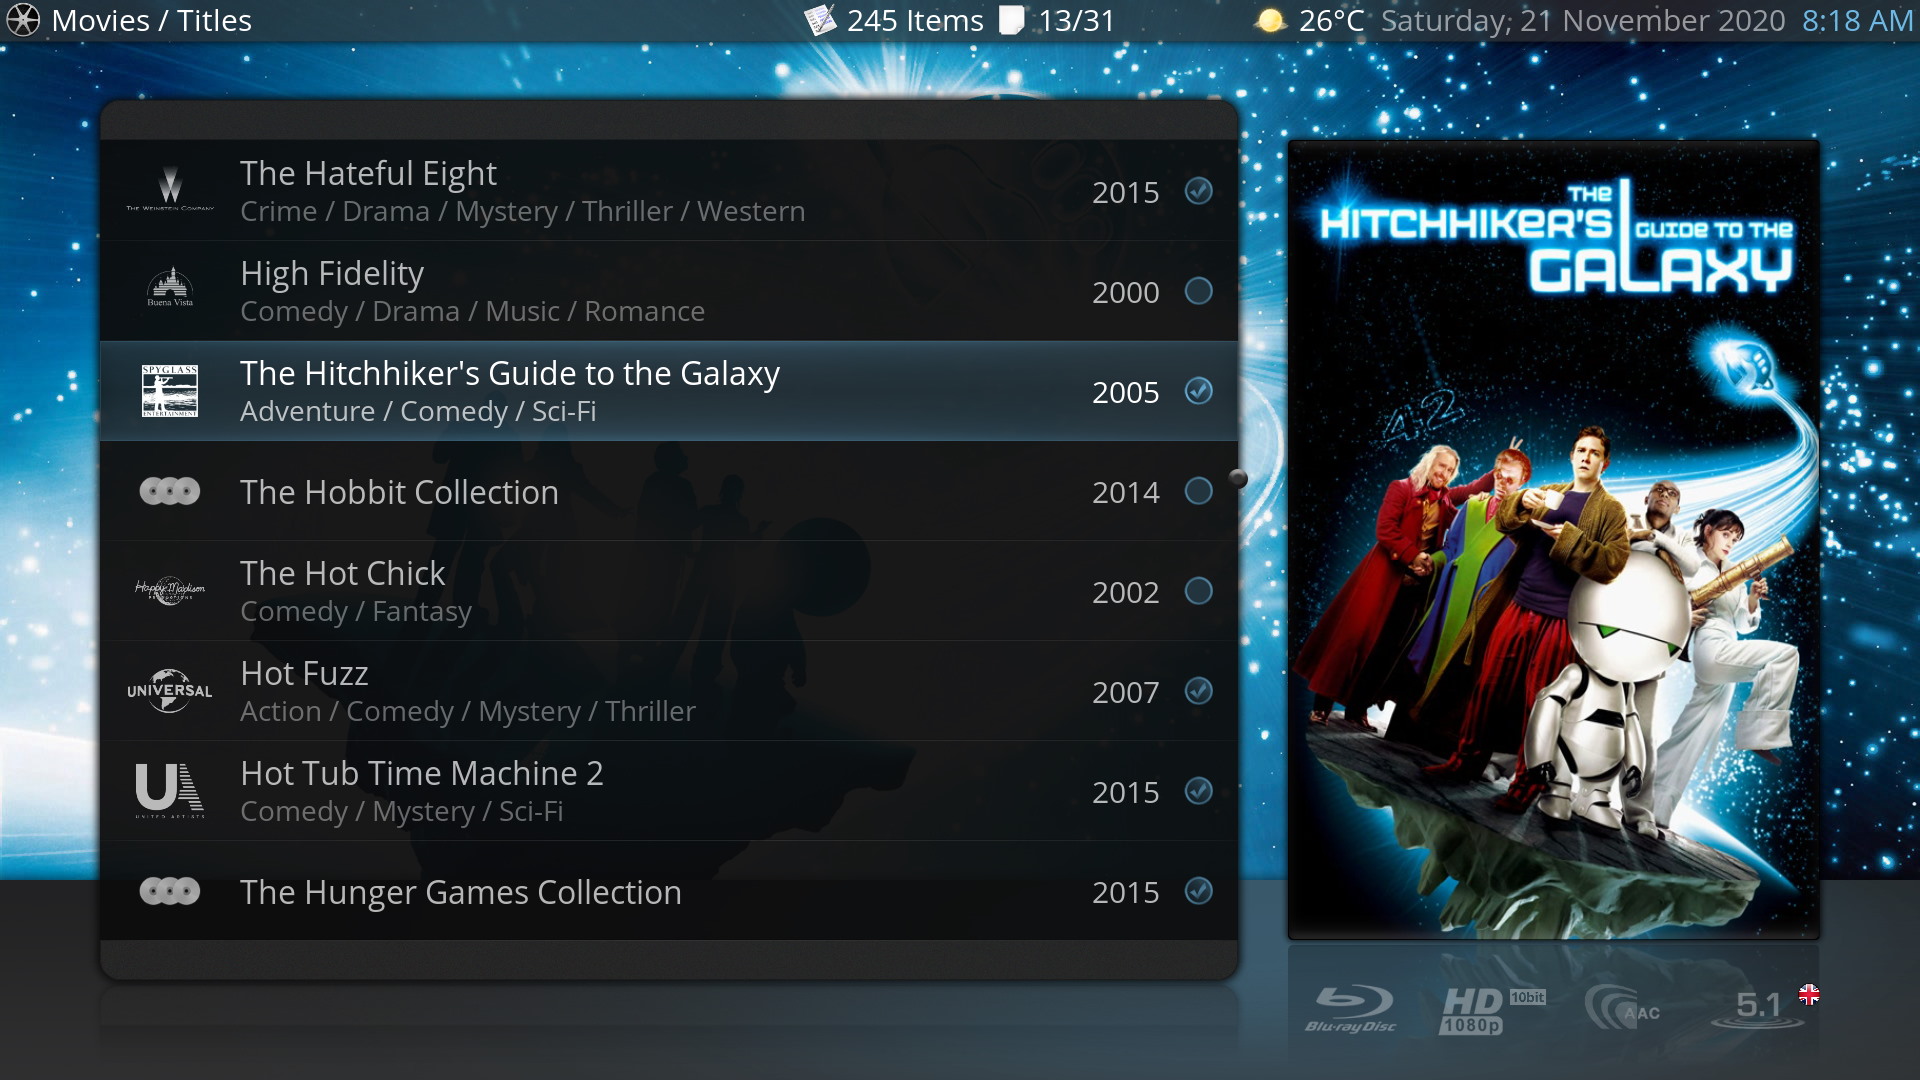 Movies / Titles
245 Items 13/31
26°C Saturday, 21 November 2020 8:18 AM
THE WEINSTEIN COMPANY
The Hateful Eight
Crime / Drama / Mystery / Thriller / Western
2015
Buena Vista
High Fidelity
Comedy / Drama / Music / Romance
2000
SPYGLASS
ENTERTAINMENT
The Hitchhiker's Guide to the Galaxy
Adventure / Comedy / Sci-Fi
2005
The Hobbit Collection
2014
Happy Madison
PRODUCTIONS
The Hot Chick
Comedy / Fantasy
2002
UNIVERSAL
Hot Fuzz
Action / Comedy / Mystery / Thriller
2007
UA
UNITED ARTISTS
Hot Tub Time Machine 2
Comedy / Mystery / Sci-Fi
2015
The Hunger Games Collection
2015
THE
HITCHHIKER'S GUIDE TO THE
GALAXY
42
Blu-ray Disc
HD 10bit
1080p
AAC
5.1